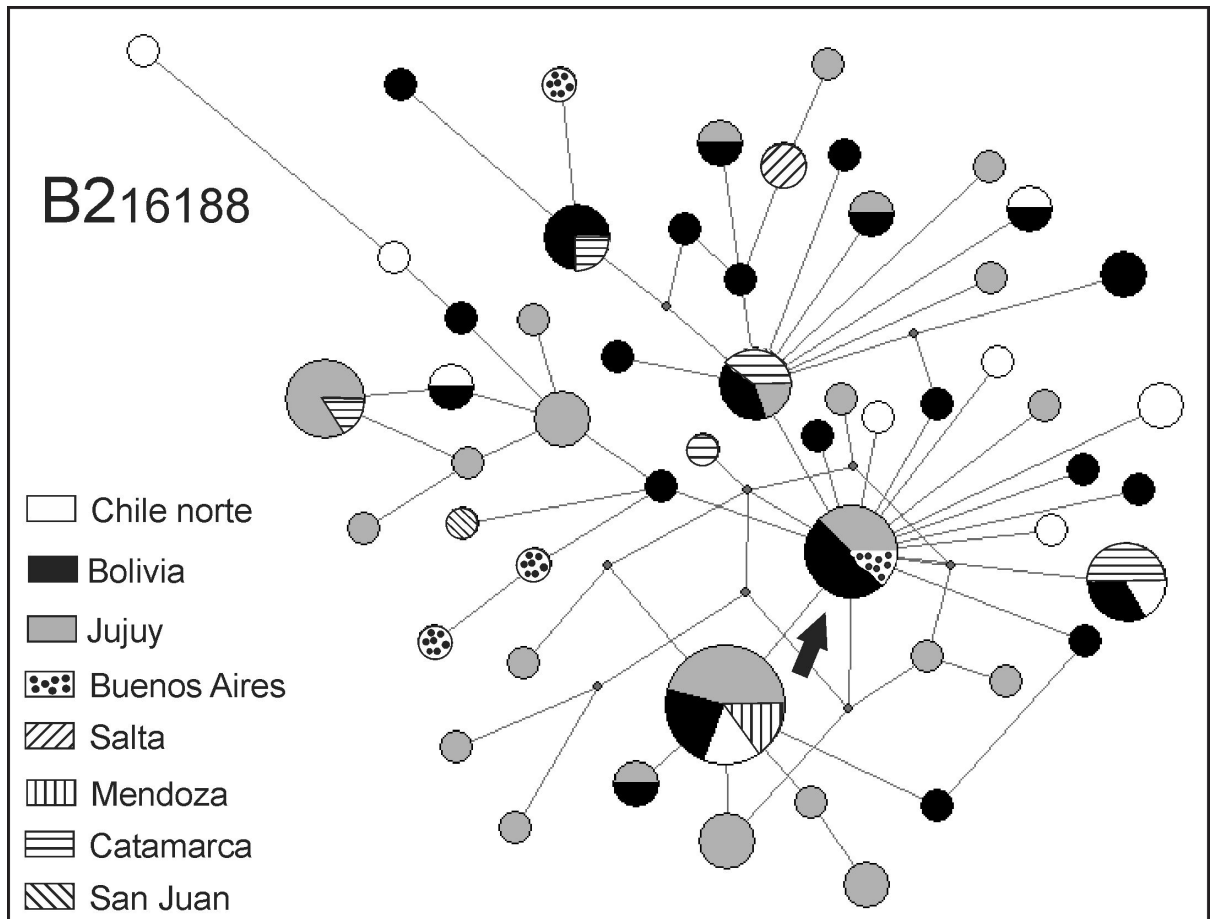 B216188
Chile norte
Bolivia
Jujuy
Buenos Aires
Salta
Mendoza
Catamarca
San Juan